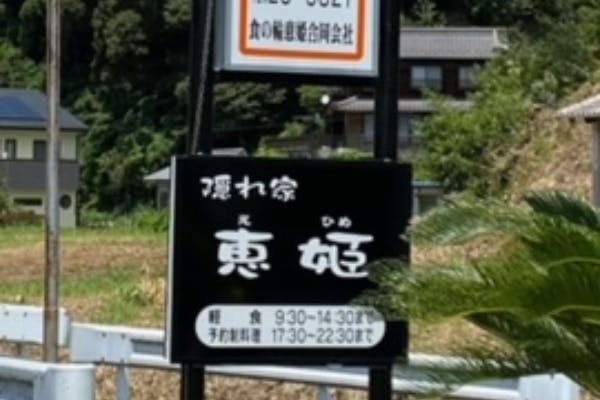 食の輪恵姫合同会社
隠れ家
え ひめ
恵 姫
軽 食 9:30〜14:30まで
予約制料理 17:30〜22:30まで